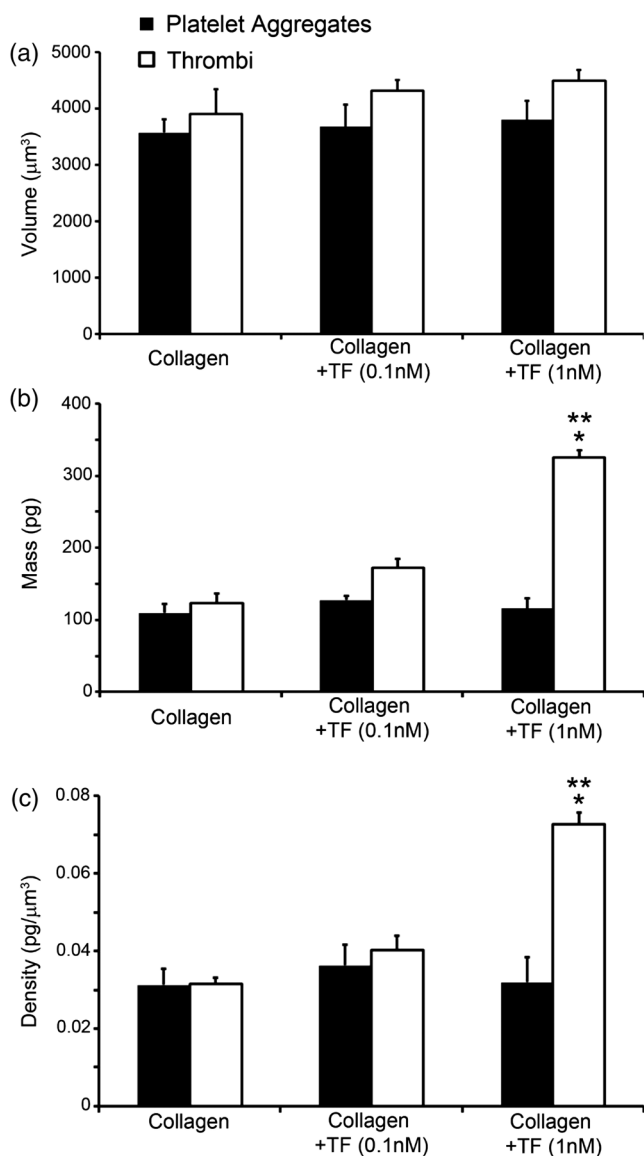 Platelet Aggregates
Thrombi
(a)
Volume (μm³)
5000
4000
3000
2000
1000
0
Collagen
Collagen
+TF (0.1nM)
Collagen
+TF (1nM)
(b)
Mass (pg)
400
300
200
100
0
**
*
Collagen
Collagen
+TF (0.1nM)
Collagen
+TF (1nM)
(c)
Density (pg/μm³)
0.08
0.06
0.04
0.02
0
**
*
Collagen
Collagen
+TF (0.1nM)
Collagen
+TF (1nM)